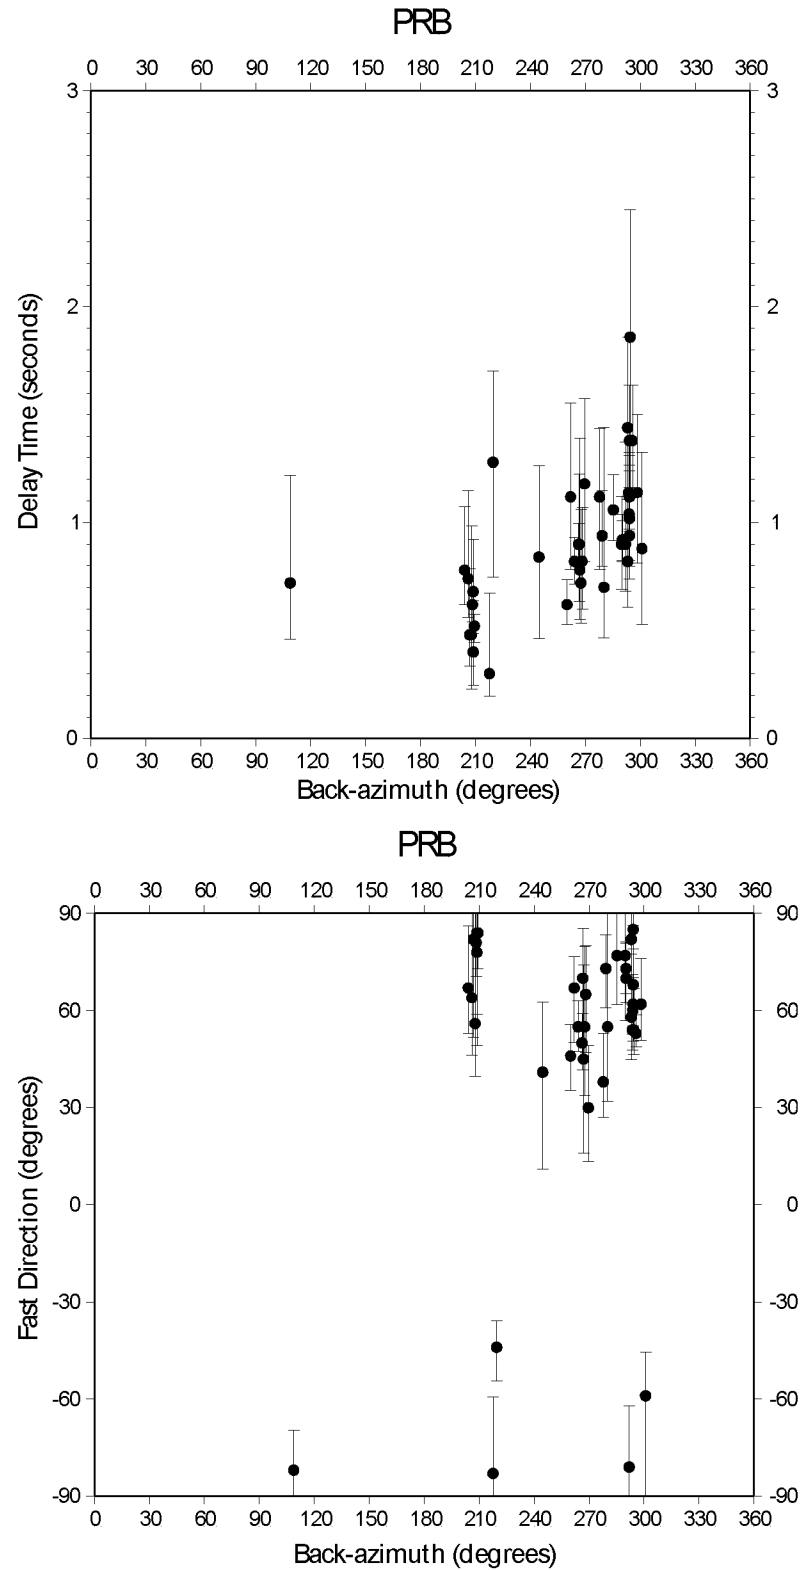 PRB
0 30 60 90 120 150 180 210 240 270 300 330 360
3 3
2 2
Delay Time (seconds)
1 1
0 0
0 30 60 90 120 150 180 210 240 270 300 330 360
Back-azimuth (degrees)
PRB
0 30 60 90 120 150 180 210 240 270 300 330 360
90 90
60 60
30 30
Fast Direction (degrees)
0 0
-30 -30
-60 -60
-90 -90
0 30 60 90 120 150 180 210 240 270 300 330 360
Back-azimuth (degrees)